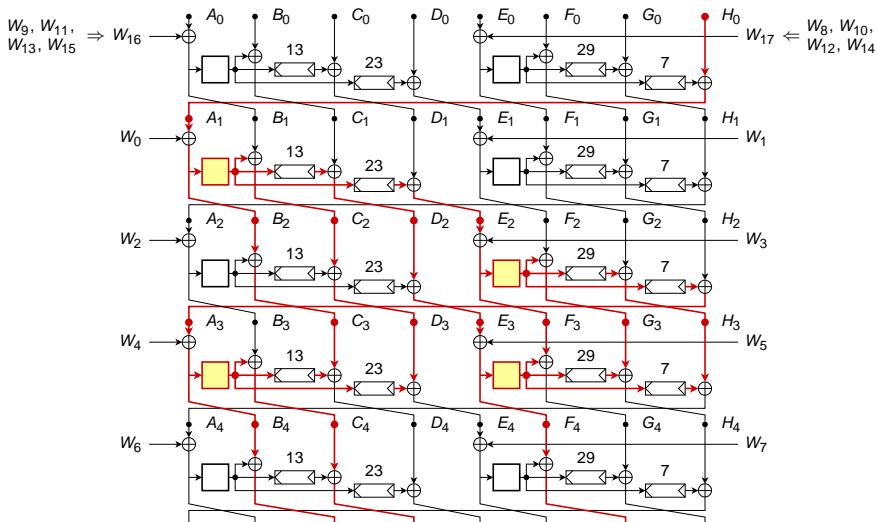 A0 B0 C0 D0 E0 F0 G0 H0
W9, W11, W13, W15 ⇒ W16 W17 ⇐ W8, W10, W12, W14
13 23 29 7
A1 B1 C1 D1 E1 F1 G1 H1
W0 W1
13 23 29 7
A2 B2 C2 D2 E2 F2 G2 H2
W2 W3
13 23 29 7
A3 B3 C3 D3 E3 F3 G3 H3
W4 W5
13 23 29 7
A4 B4 C4 D4 E4 F4 G4 H4
W6 W7
13 23 29 7